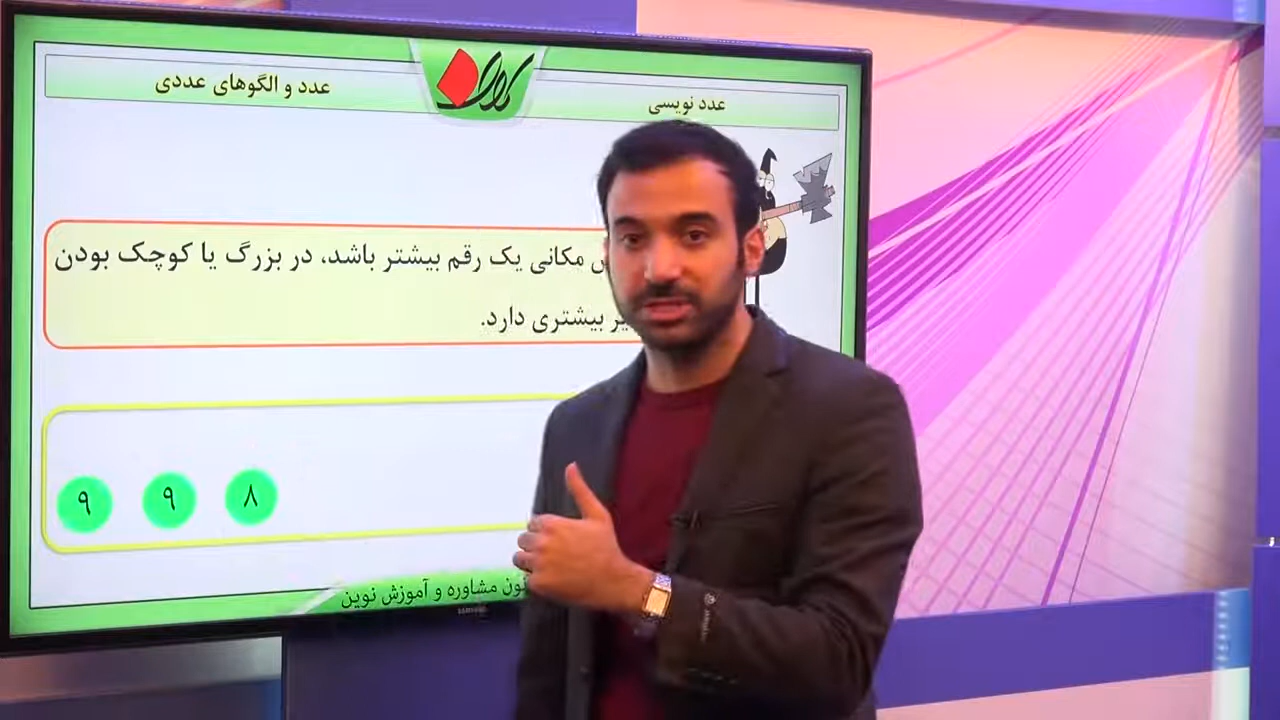 عدد نویسی
عدد و الگوهای عددی
مکانی یک رقم بیشتر باشد، در بزرگ یا کوچک بودن
بیشتری دارد.
۹ ۹ ۸
مشاوره و آموزش نوین
SAMSUNG